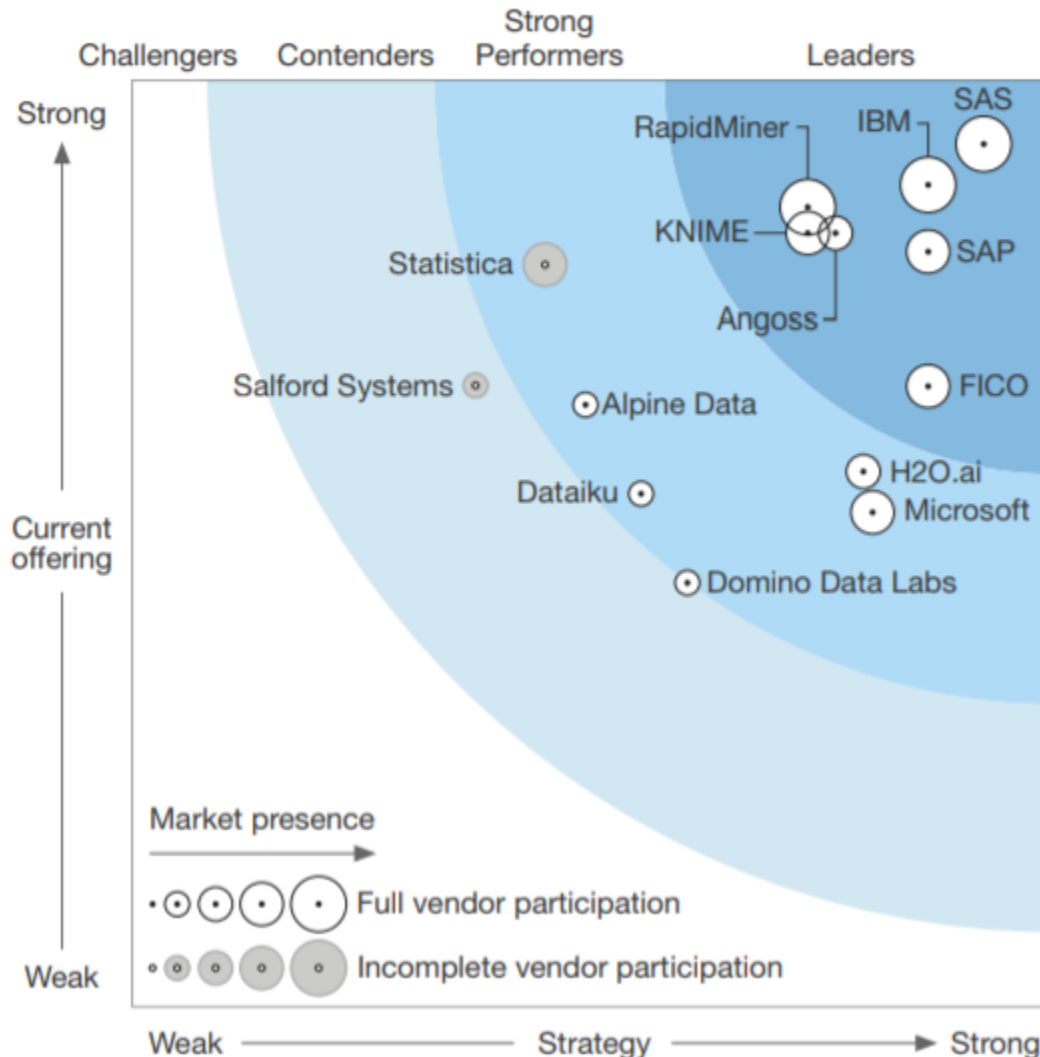 Strong
Challengers Contenders Performers Leaders
Strong
SAS
IBM
RapidMiner
KNIME
SAP
Statistica
Angoss
Salford Systems
FICO
Alpine Data
H2O.ai
Dataiku
Microsoft
Current
offering
Domino Data Labs
Market presence
Full vendor participation
Incomplete vendor participation
Weak
Weak Strategy Strong